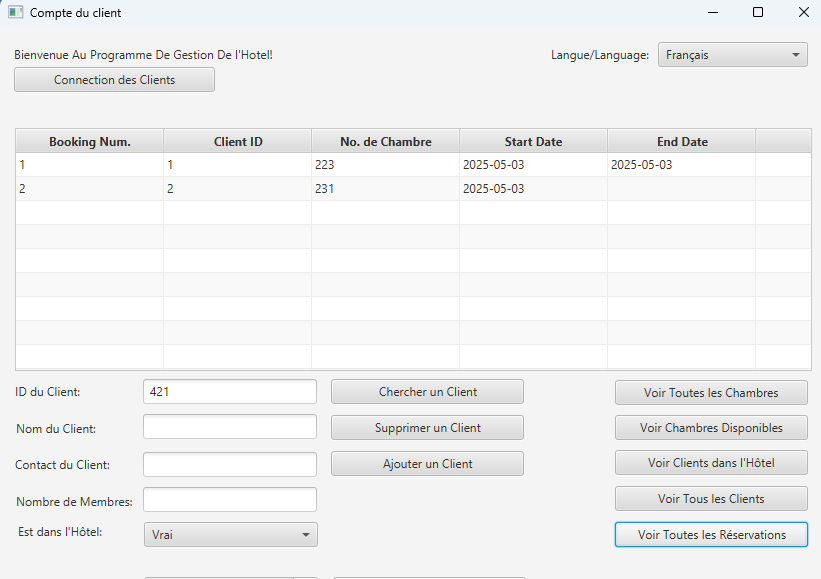 Compte du client
Bienvenue Au Programme De Gestion De l'Hotel!
Langue/Language: Français
Connection des Clients
Booking Num. Client ID No. de Chambre Start Date End Date
1 1 223 2025-05-03 2025-05-03
2 2 231 2025-05-03
ID du Client: 421 Chercher un Client Voir Toutes les Chambres
Nom du Client: Supprimer un Client Voir Chambres Disponibles
Contact du Client: Ajouter un Client Voir Clients dans l'Hôtel
Nombre de Membres: Voir Tous les Clients
Est dans l'Hôtel: Vrai Voir Toutes les Réservations